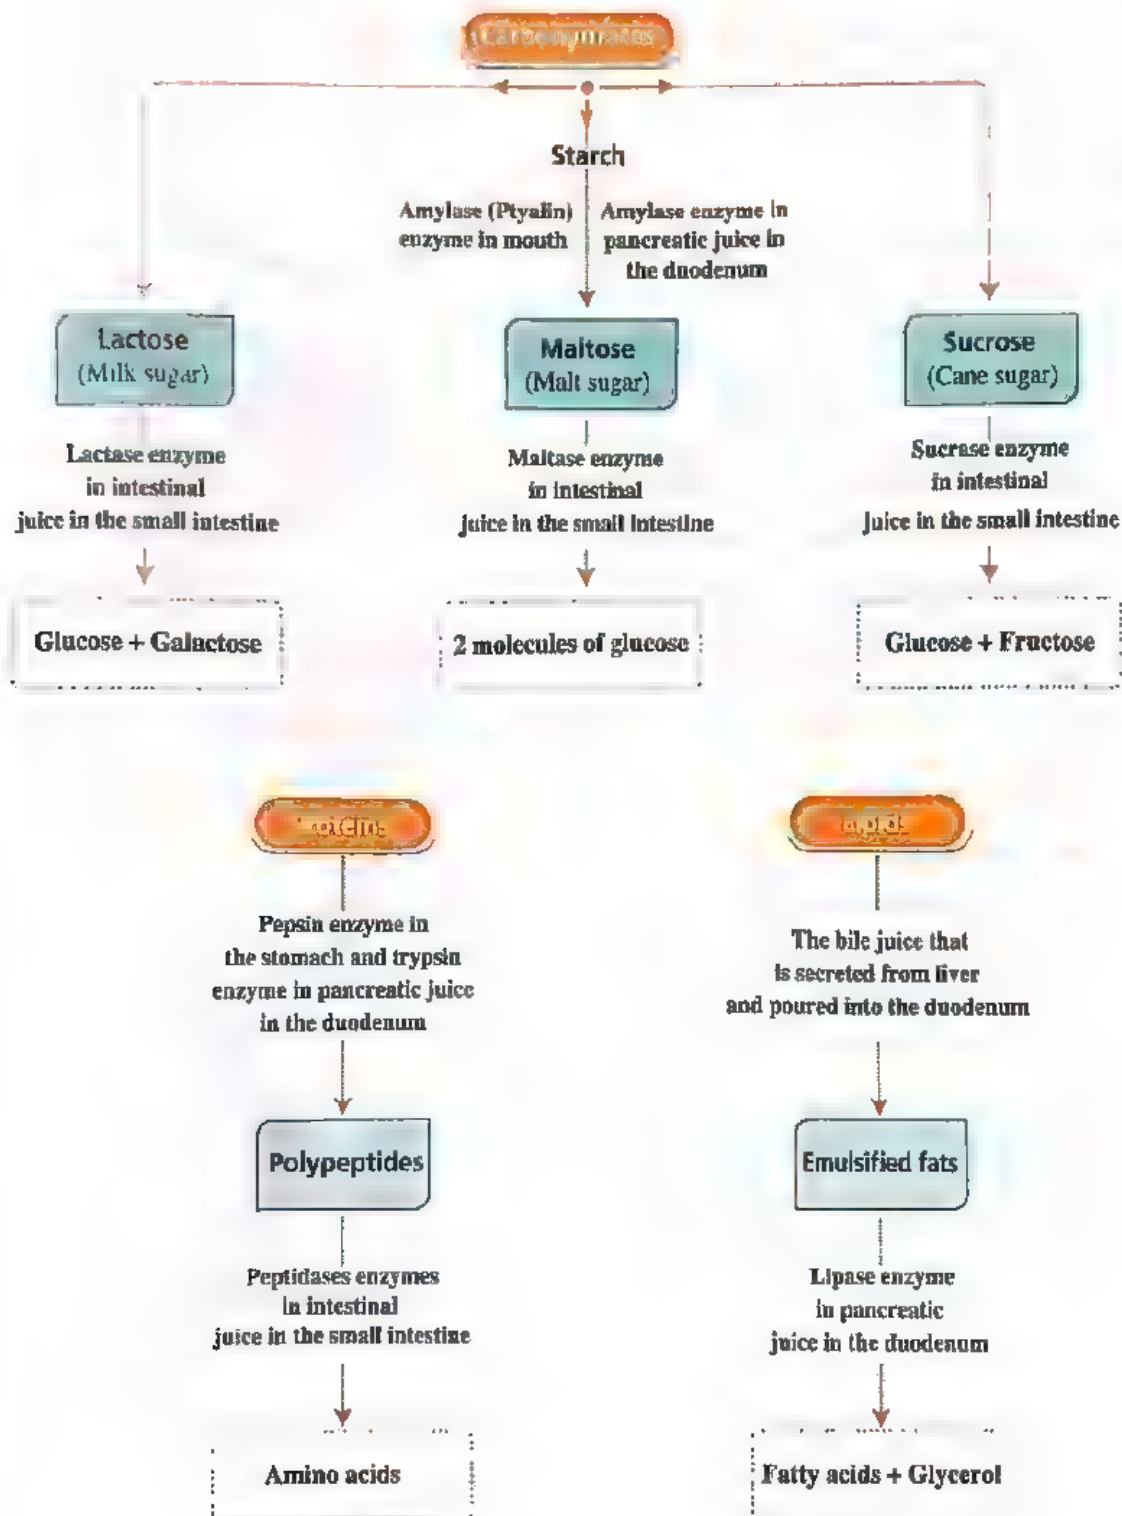 Carbohydrates
Starch
Amylase (Ptyalin)
enzyme in mouth
Amylase enzyme in
pancreatic juice in
the duodenum
Lactose
(Milk sugar)
Maltose
(Malt sugar)
Sucrose
(Cane sugar)
Lactase enzyme
in intestinal
juice in the small intestine
Maltase enzyme
in intestinal
juice in the small intestine
Sucrase enzyme
in intestinal
juice in the small intestine
Glucose + Galactose
2 molecules of glucose
Glucose + Fructose
Proteins
Lipids
Pepsin enzyme in
the stomach and trypsin
enzyme in pancreatic juice
in the duodenum
The bile juice that
is secreted from liver
and poured into the duodenum
Polypeptides
Emulsified fats
Peptidases enzymes
in intestinal
juice in the small intestine
Lipase enzyme
in pancreatic
juice in the duodenum
Amino acids
Fatty acids + Glycerol